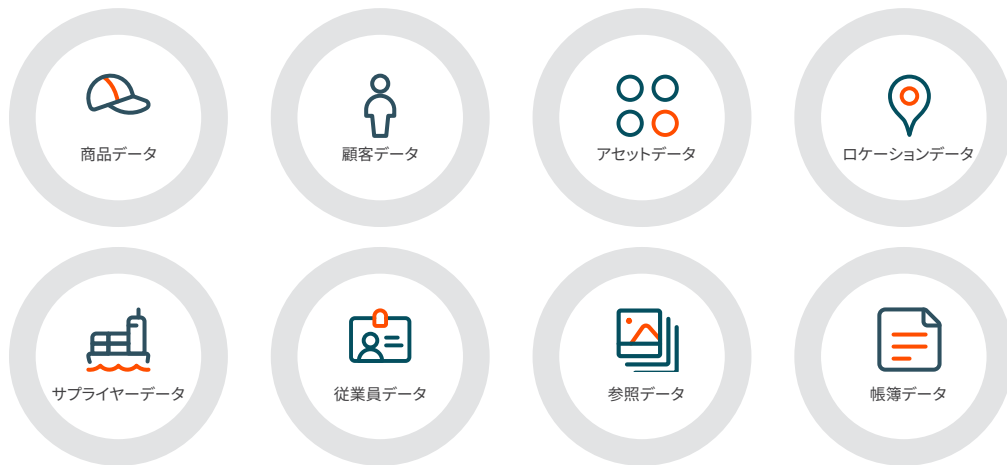 商品データ
顧客データ
アセットデータ
ロケーションデータ
サプライヤーデータ
従業員データ
参照データ
帳簿データ